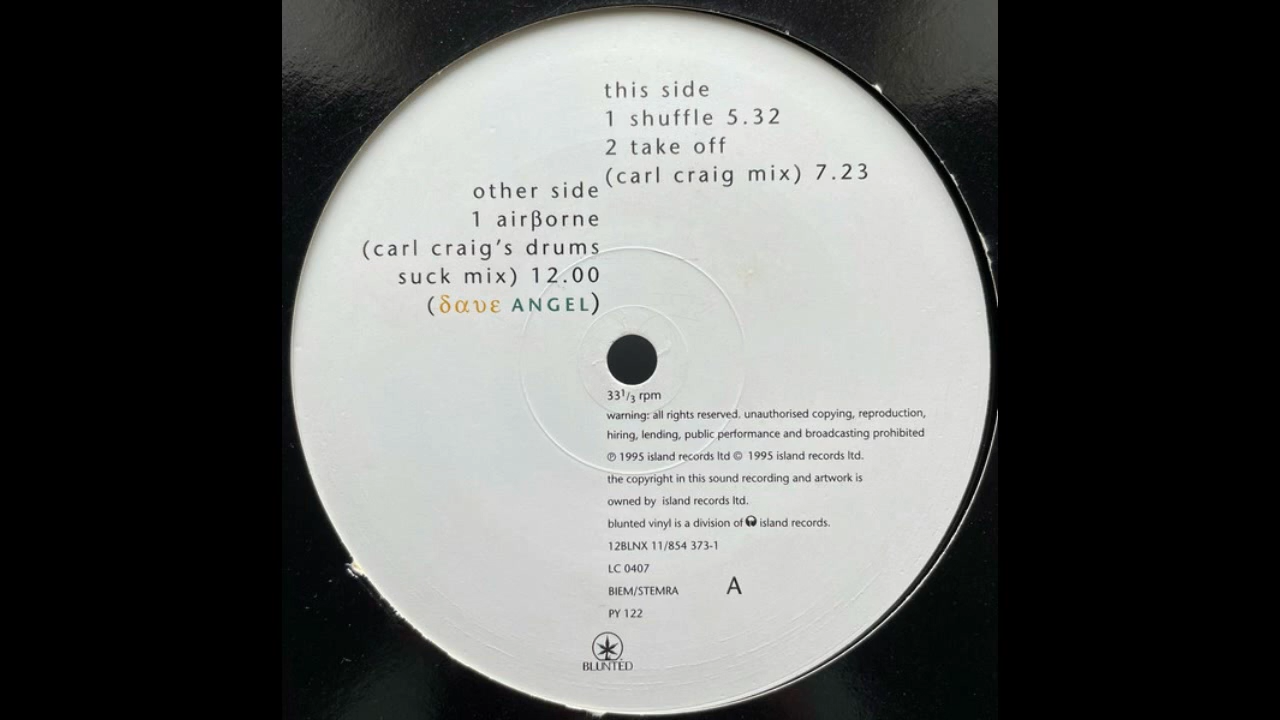 this side
1 shuffle 5.32
2 take off
(carl craig mix) 7.23
other side
1 airβorne
(carl craig's drums
suck mix) 12.00
(δαυε ANGEL)
33 1/3 rpm
warning: all rights reserved. unauthorised copying, reproduction,
hiring, lending, public performance and broadcasting prohibited
℗ 1995 island records ltd © 1995 island records ltd.
the copyright in this sound recording and artwork is
owned by island records ltd.
blunted vinyl is a division of island records.
12BLNX 11/854 373-1
LC 0407
BIEM/STEMRA A
PY 122
BLUNTED